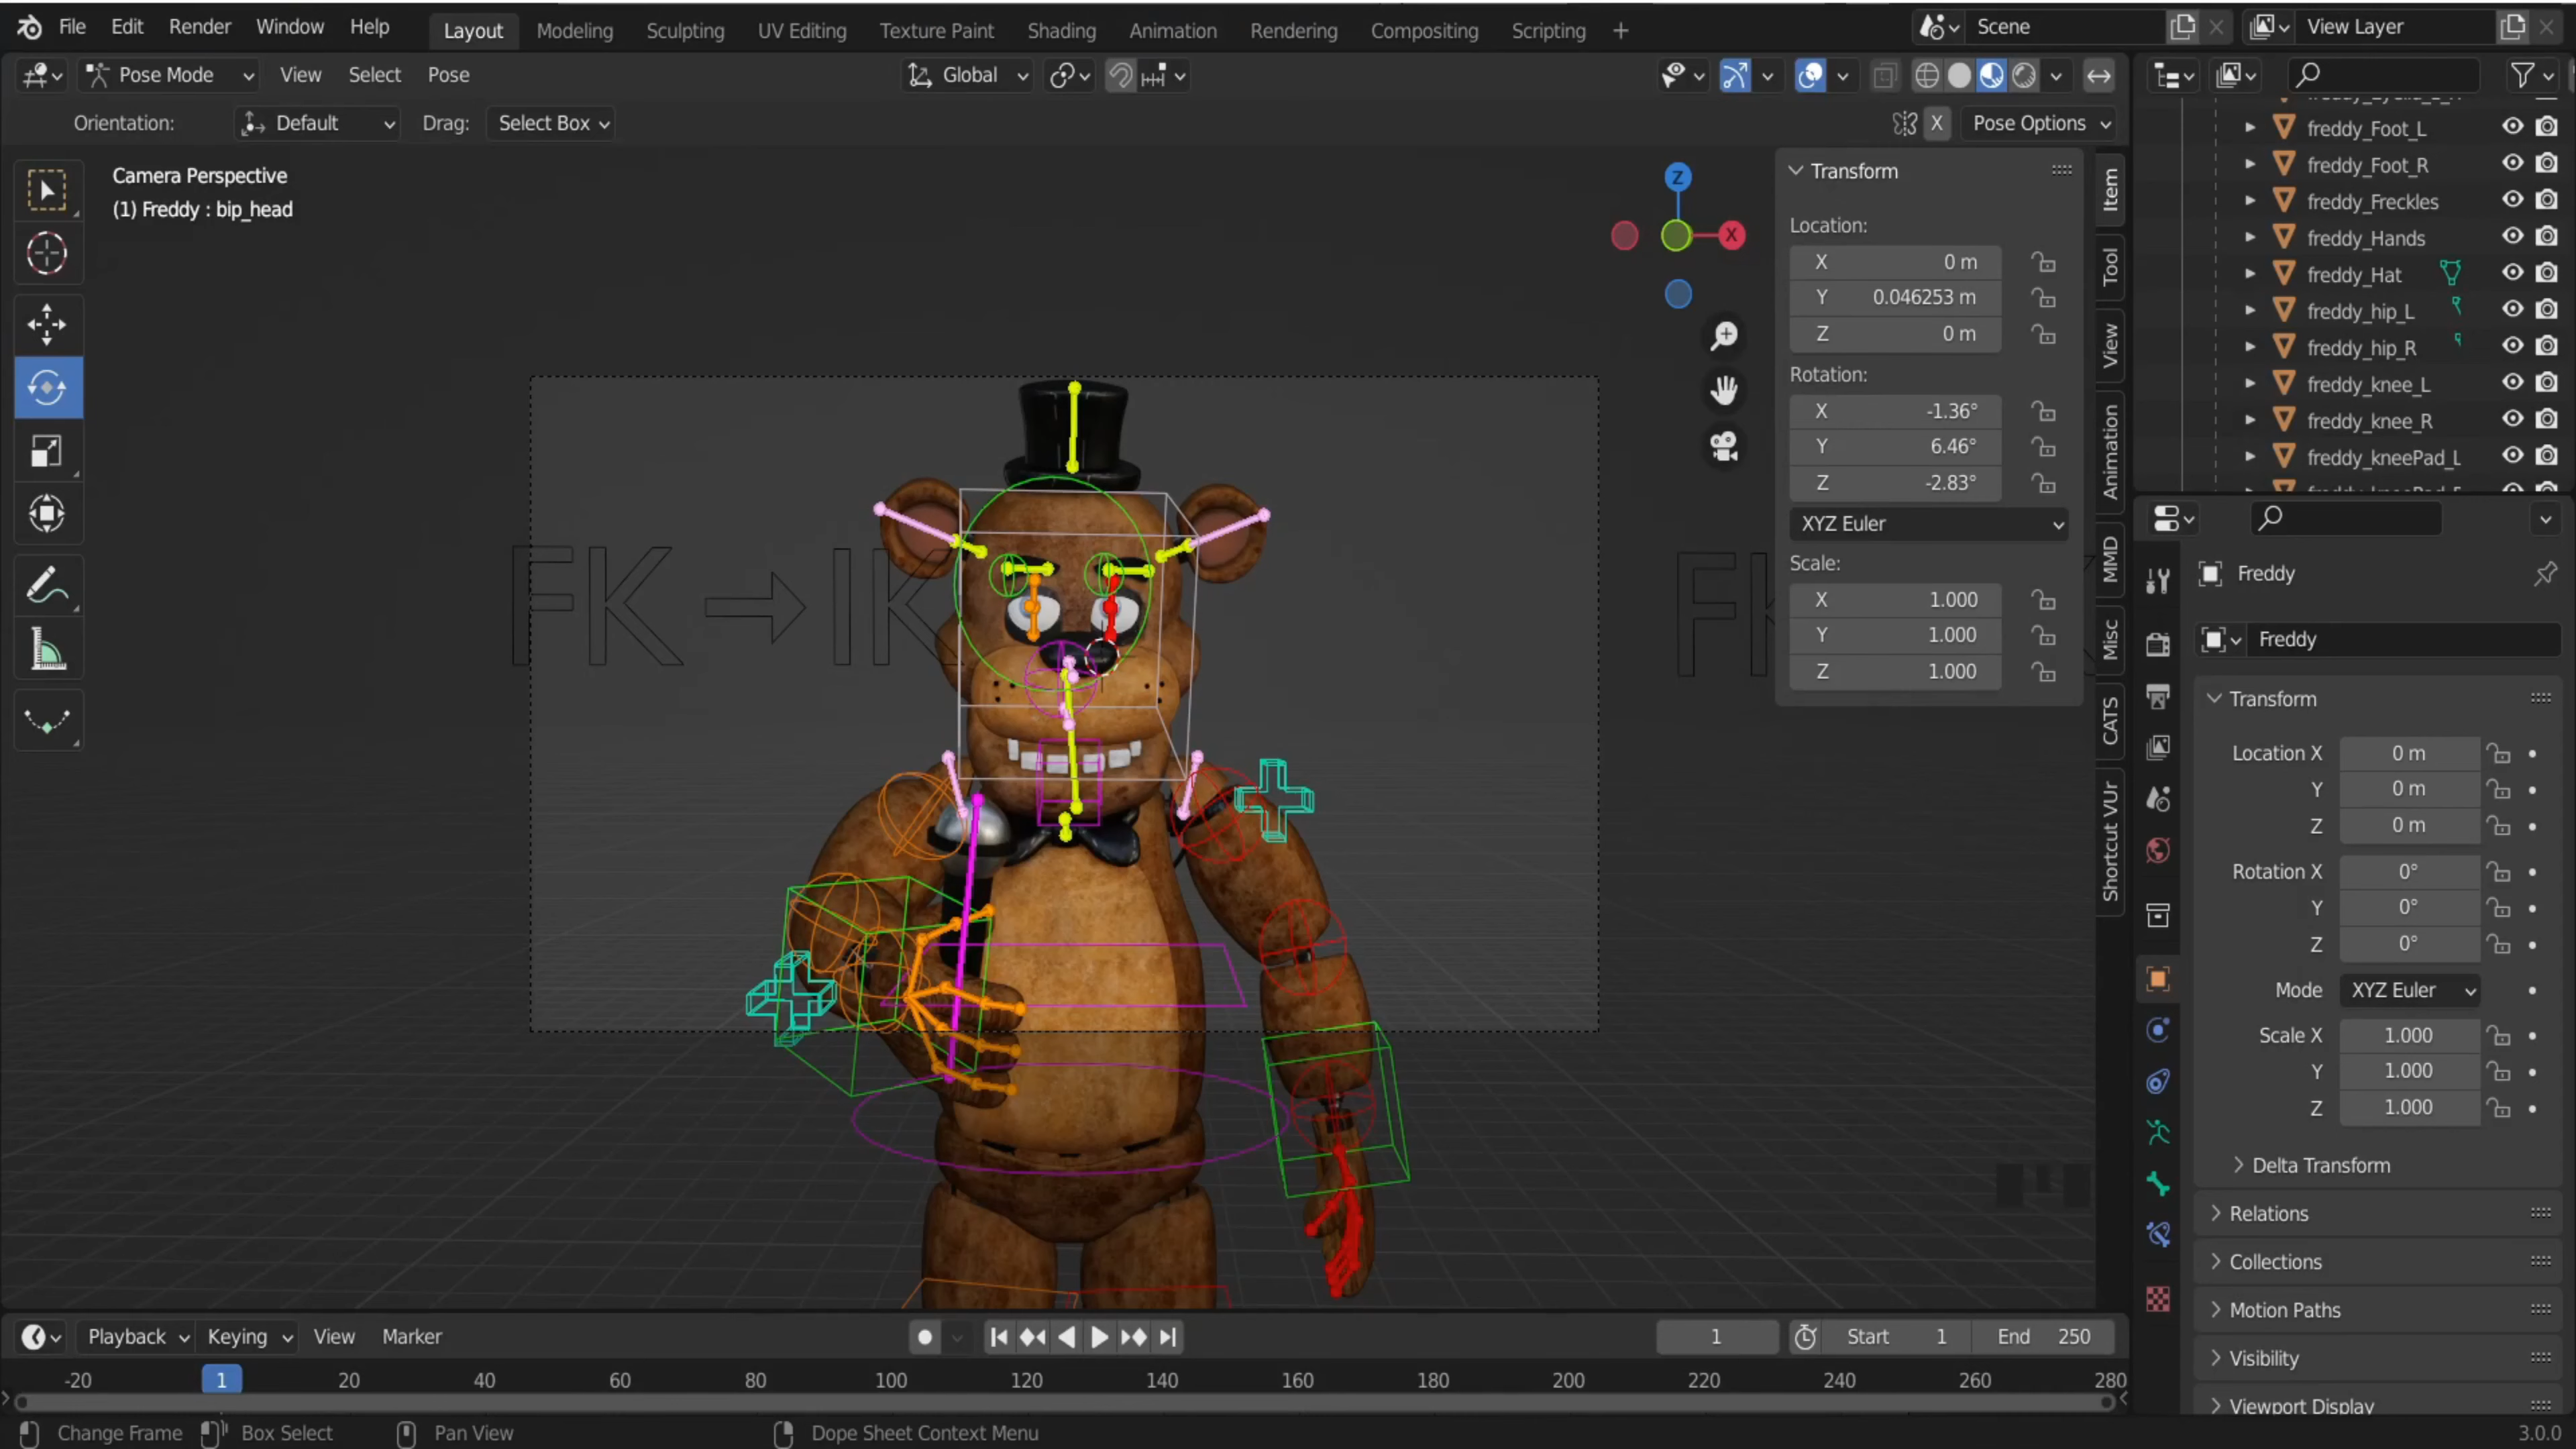 File Edit Render Window Help Layout Modeling Sculpting UV Editing Texture Paint Shading Animation Rendering Compositing Scripting + Scene View Layer
Pose Mode View Select Pose Global
Orientation: Default Drag: Select Box X Pose Options
Camera Perspective
(1) Freddy : bip_head
Z
X
FK IK
Transform
Location:
X 0 m
Y 0.046253 m
Z 0 m
Rotation:
X -1.36°
Y 6.46°
Z -2.83°
XYZ Euler
Scale:
X 1.000
Y 1.000
Z 1.000
Item
Tool
View
Animation
MMD
Misc
CATS
Shortcut VUr
freddy_Foot_L
freddy_Foot_R
freddy_Freckles
freddy_Hands
freddy_Hat
freddy_hip_L
freddy_hip_R
freddy_knee_L
freddy_knee_R
freddy_kneePad_L
Freddy
Freddy
Transform
Location X 0 m
Y 0 m
Z 0 m
Rotation X 0°
Y 0°
Z 0°
Mode XYZ Euler
Scale X 1.000
Y 1.000
Z 1.000
Delta Transform
Relations
Collections
Motion Paths
Visibility
Viewport Display
Playback Keying View Marker 1 Start 1 End 250
-20 1 20 40 60 80 100 120 140 160 180 200 220 240 260 280
Change Frame Box Select Pan View Dope Sheet Context Menu 3.0.0